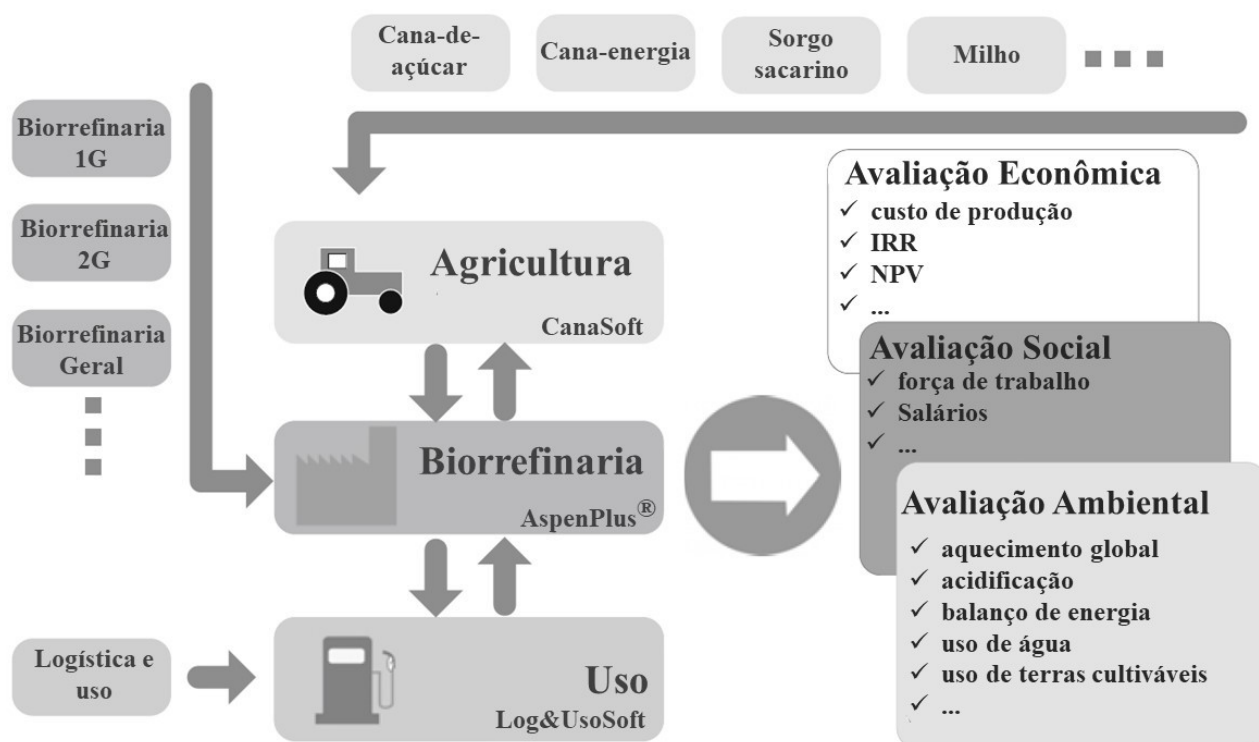 Cana-de-
açúcar
Cana-energia
Sorgo
sacarino
Milho
Biorrefinaria
1G
Biorrefinaria
2G
Biorrefinaria
Geral
Agricultura
CanaSoft
Biorrefinaria
AspenPlus®
Logística e
uso
Uso
Log&UsoSoft
Avaliação Econômica
✓ custo de produção
✓ IRR
✓ NPV
✓ ...
Avaliação Social
✓ força de trabalho
✓ Salários
✓ ...
Avaliação Ambiental
✓ aquecimento global
✓ acidificação
✓ balanço de energia
✓ uso de água
✓ uso de terras cultiváveis
✓ ...